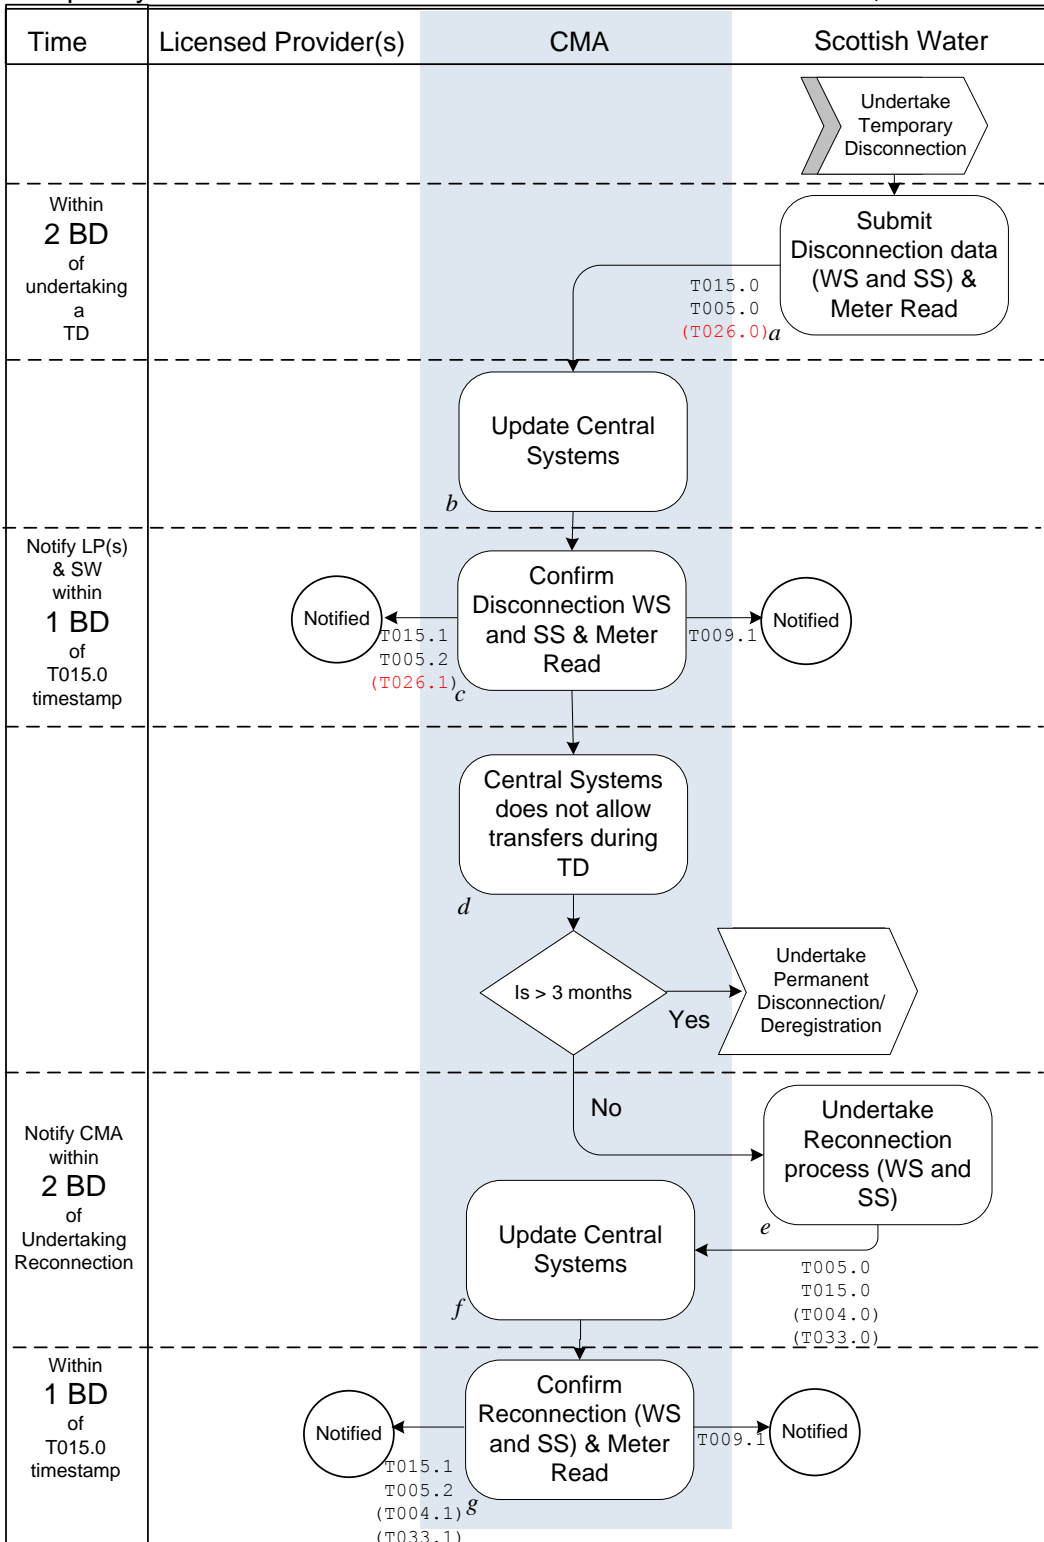 Time
Licensed Provider(s)
CMA
Scottish Water
Undertake
Temporary
Disconnection
Within
2 BD
of
undertaking
a
TD
Submit
Disconnection data
(WS and SS) &
Meter Read
T015.0
T005.0
(T026.0)
a
Update Central
Systems
b
Notify LP(s)
& SW
within
1 BD
of
T015.0
timestamp
Notified
T015.1
T005.2
(T026.1)
Confirm
Disconnection WS
and SS & Meter
Read
c
T009.1
Notified
Central Systems
does not allow
transfers during
TD
d
Is > 3 months
Yes
Undertake
Permanent
Disconnection/
Deregistration
No
Notify CMA
within
2 BD
of
Undertaking
Reconnection
Undertake
Reconnection
process (WS and
SS)
e
Update Central
Systems
f
T005.0
T015.0
(T004.0)
(T033.0)
Within
1 BD
of
T015.0
timestamp
Notified
T015.1
T005.2
(T004.1)
(T033.1)
Confirm
Reconnection (WS
and SS) & Meter
Read
g
T009.1
Notified